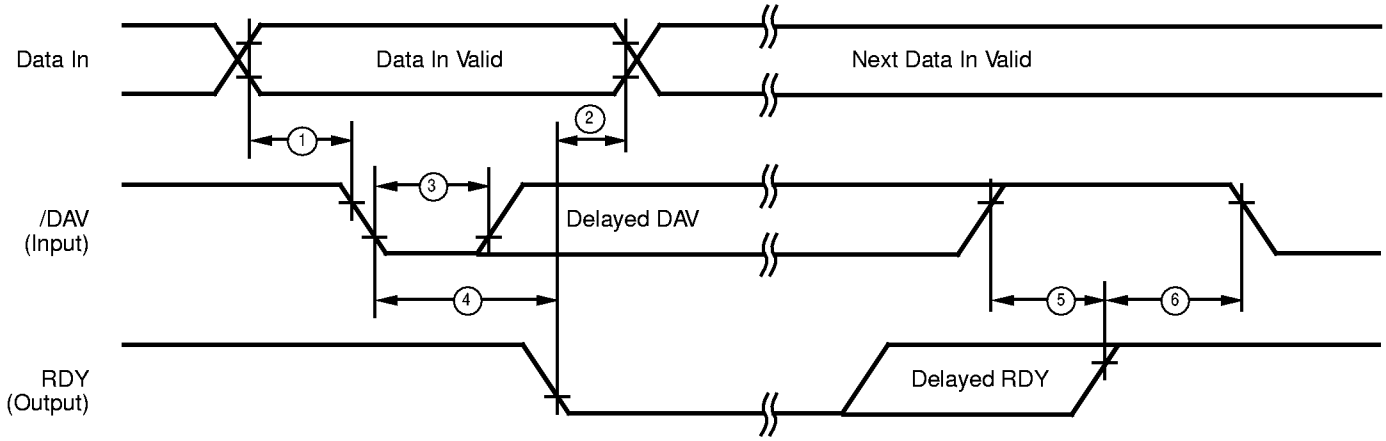 Data In
Data In Valid
Next Data In Valid
1
2
3
/DAV
(Input)
Delayed DAV
4
5
6
RDY
(Output)
Delayed RDY